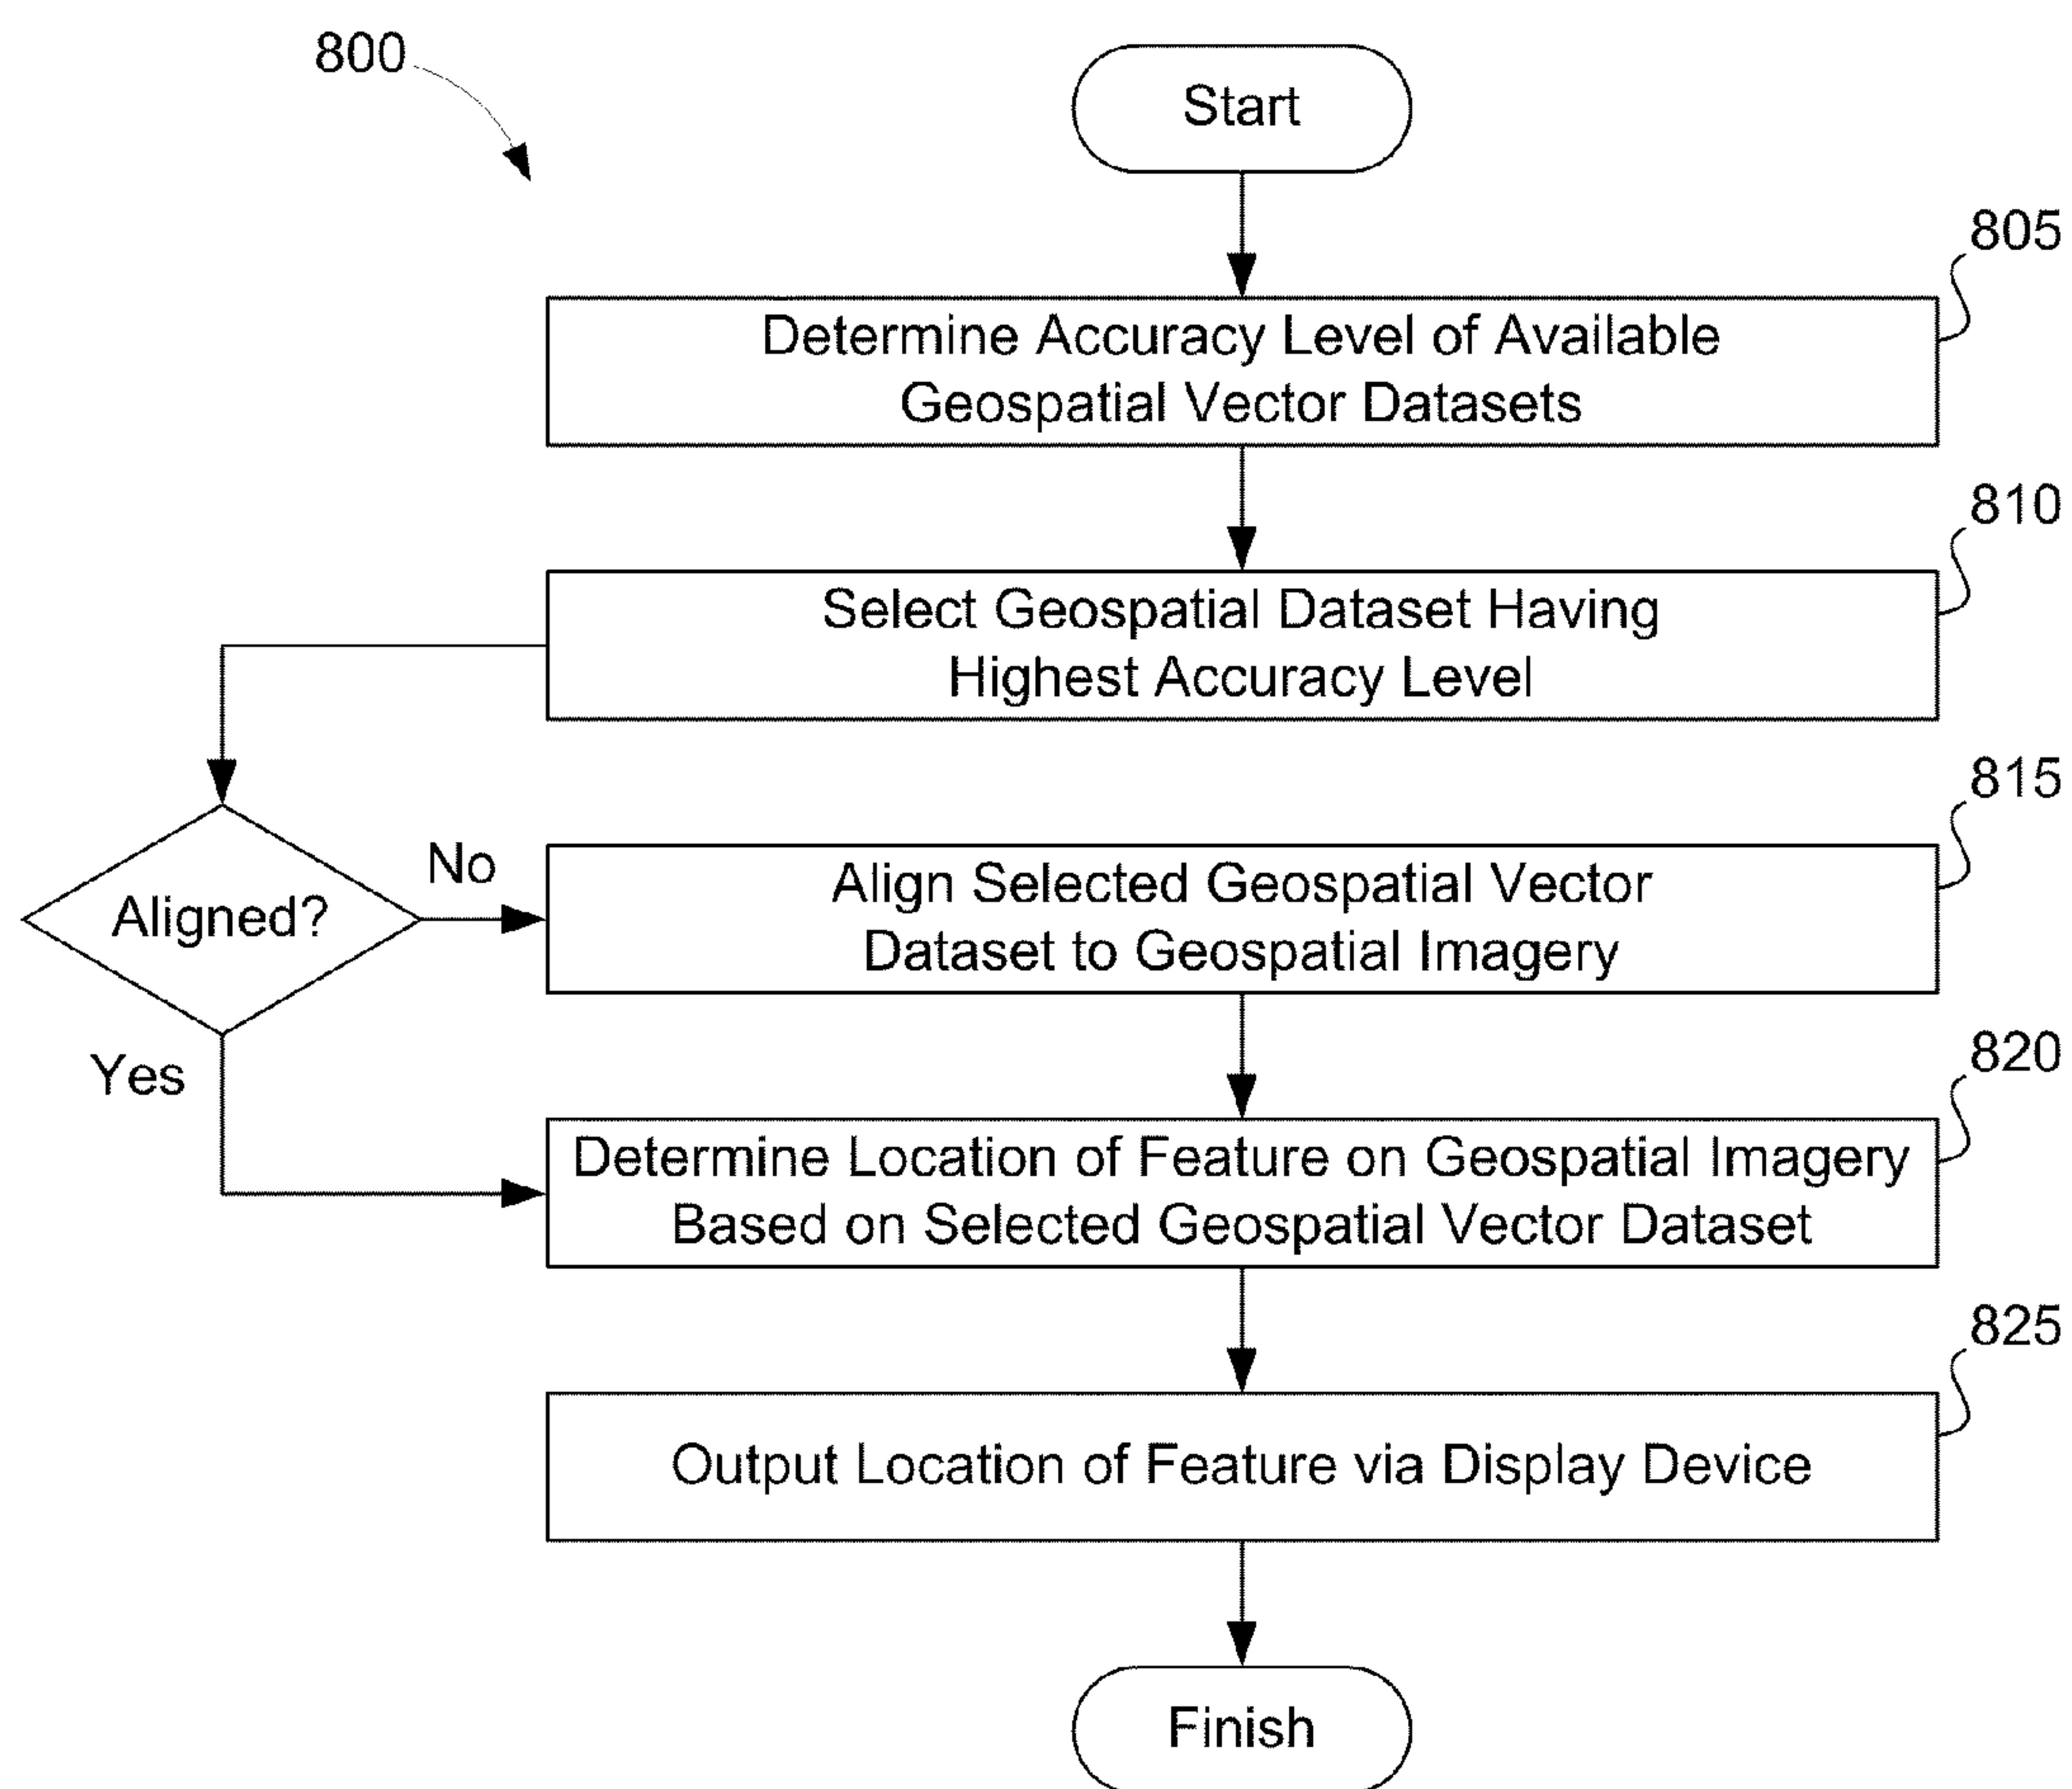 800
Start
805
Determine Accuracy Level of Available
Geospatial Vector Datasets
810
Select Geospatial Dataset Having
Highest Accuracy Level
815
Aligned?
No
Align Selected Geospatial Vector
Dataset to Geospatial Imagery
Yes
820
Determine Location of Feature on Geospatial Imagery
Based on Selected Geospatial Vector Dataset
825
Output Location of Feature via Display Device
Finish